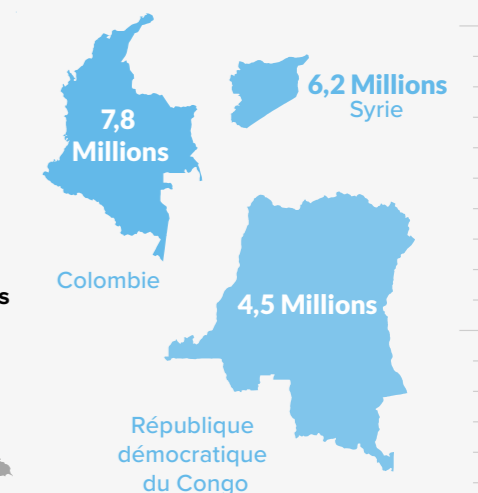 7,8
Millions
6,2 Millions
Syrie
Colombie
s
4,5 Millions
République
démocratique
du Congo